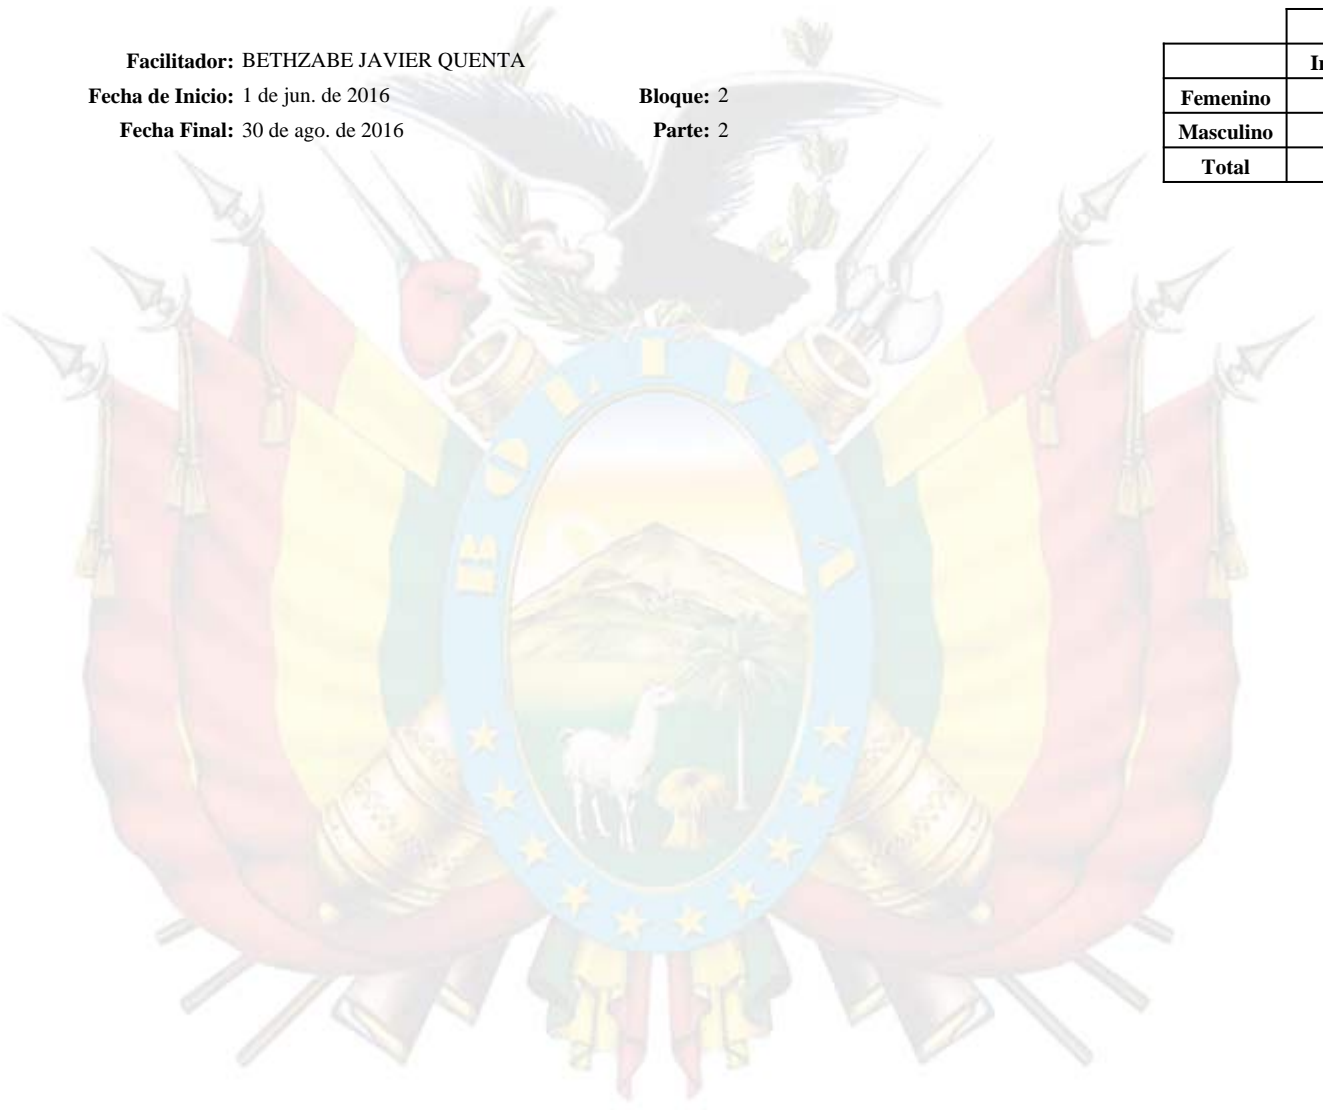 Facilitador: BETHZABE JAVIER QUENTA
Fecha de Inicio: 1 de jun. de 2016 Bloque: 2
Fecha Final: 30 de ago. de 2016 Parte: 2
Femenino
Masculino
Total
BOLIVIA